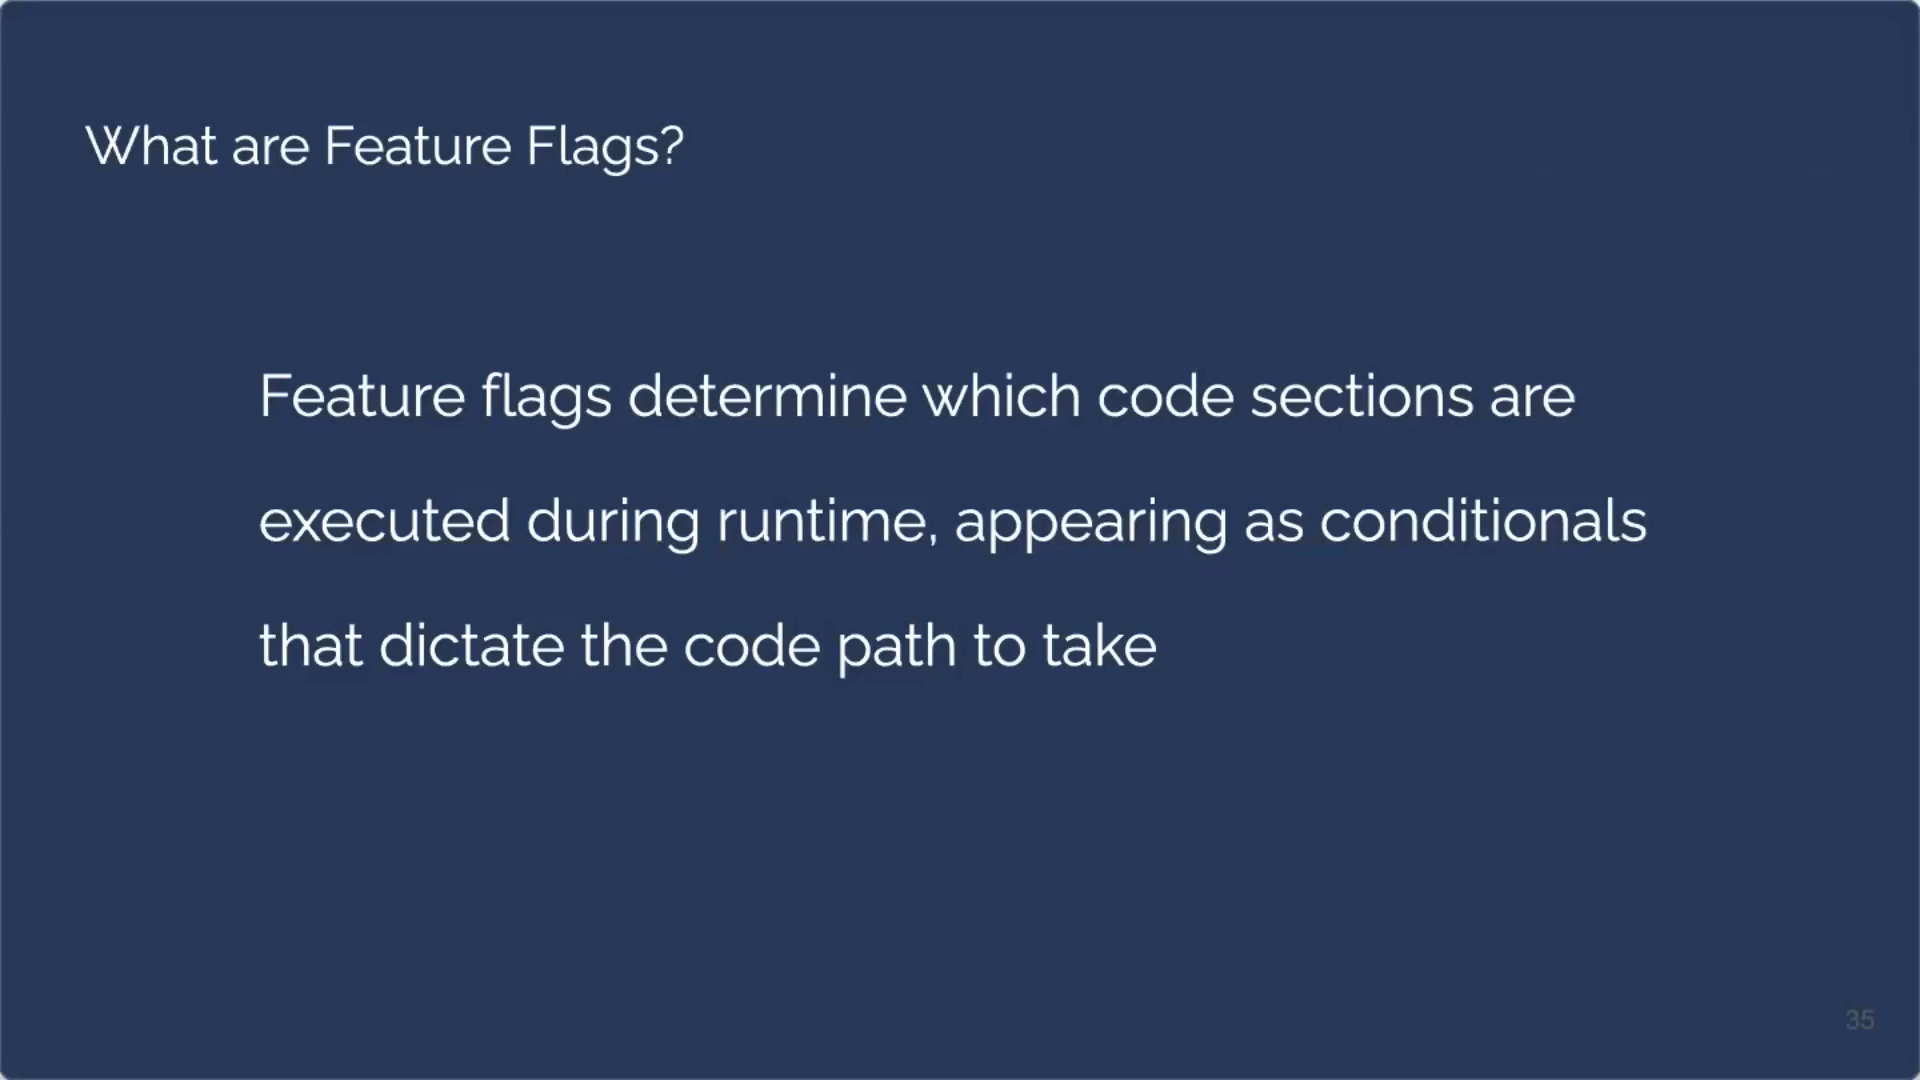 What are Feature Flags?
Feature flags determine which code sections are
executed during runtime, appearing as conditionals
that dictate the code path to take
35